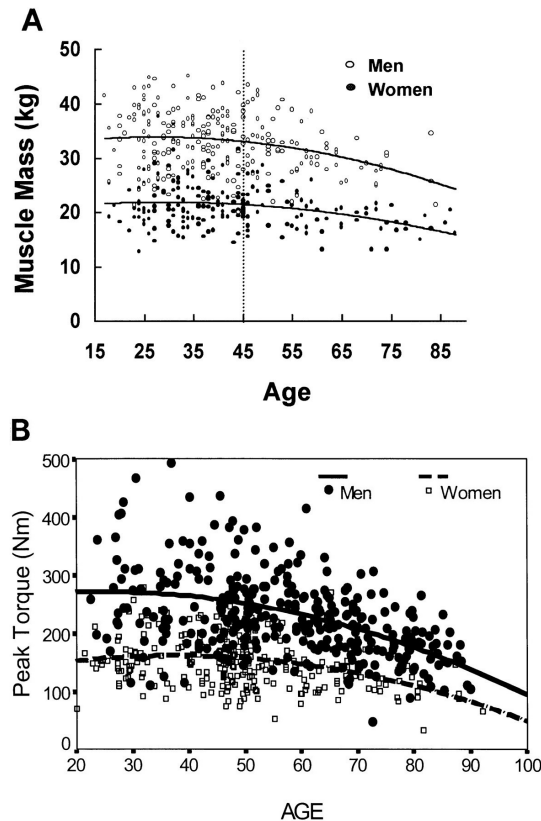 A
Muscle Mass (kg)
50
40
30
20
10
0
Men
Women
15 25 35 45 55 65 75 85
Age
B
Peak Torque (Nm)
500
400
300
200
100
0
Men Women
20 30 40 50 60 70 80 90 100
AGE